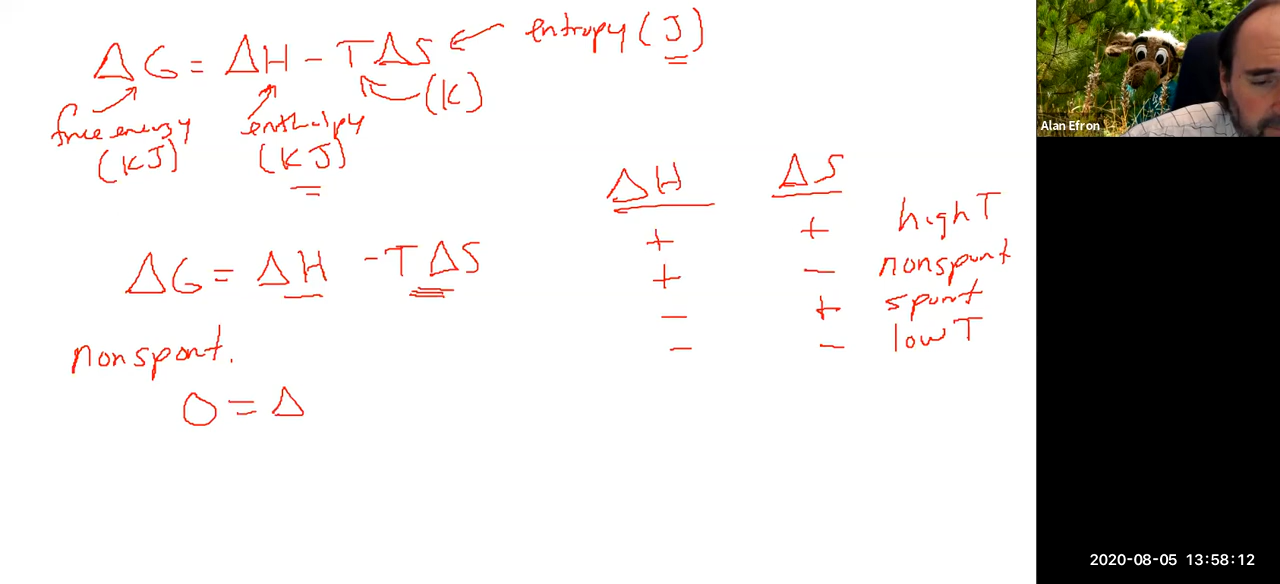 ΔG = ΔH - TΔS ← entropy (J)
(K)
free energy
(KJ)
enthalpy
(KJ)
ΔG = ΔH - TΔS
nonspont.
0 = Δ
ΔH ΔS
+ + high T
+ - nonspont
- + spont
- - low T
Alan Efron
2020-08-05 13:58:12